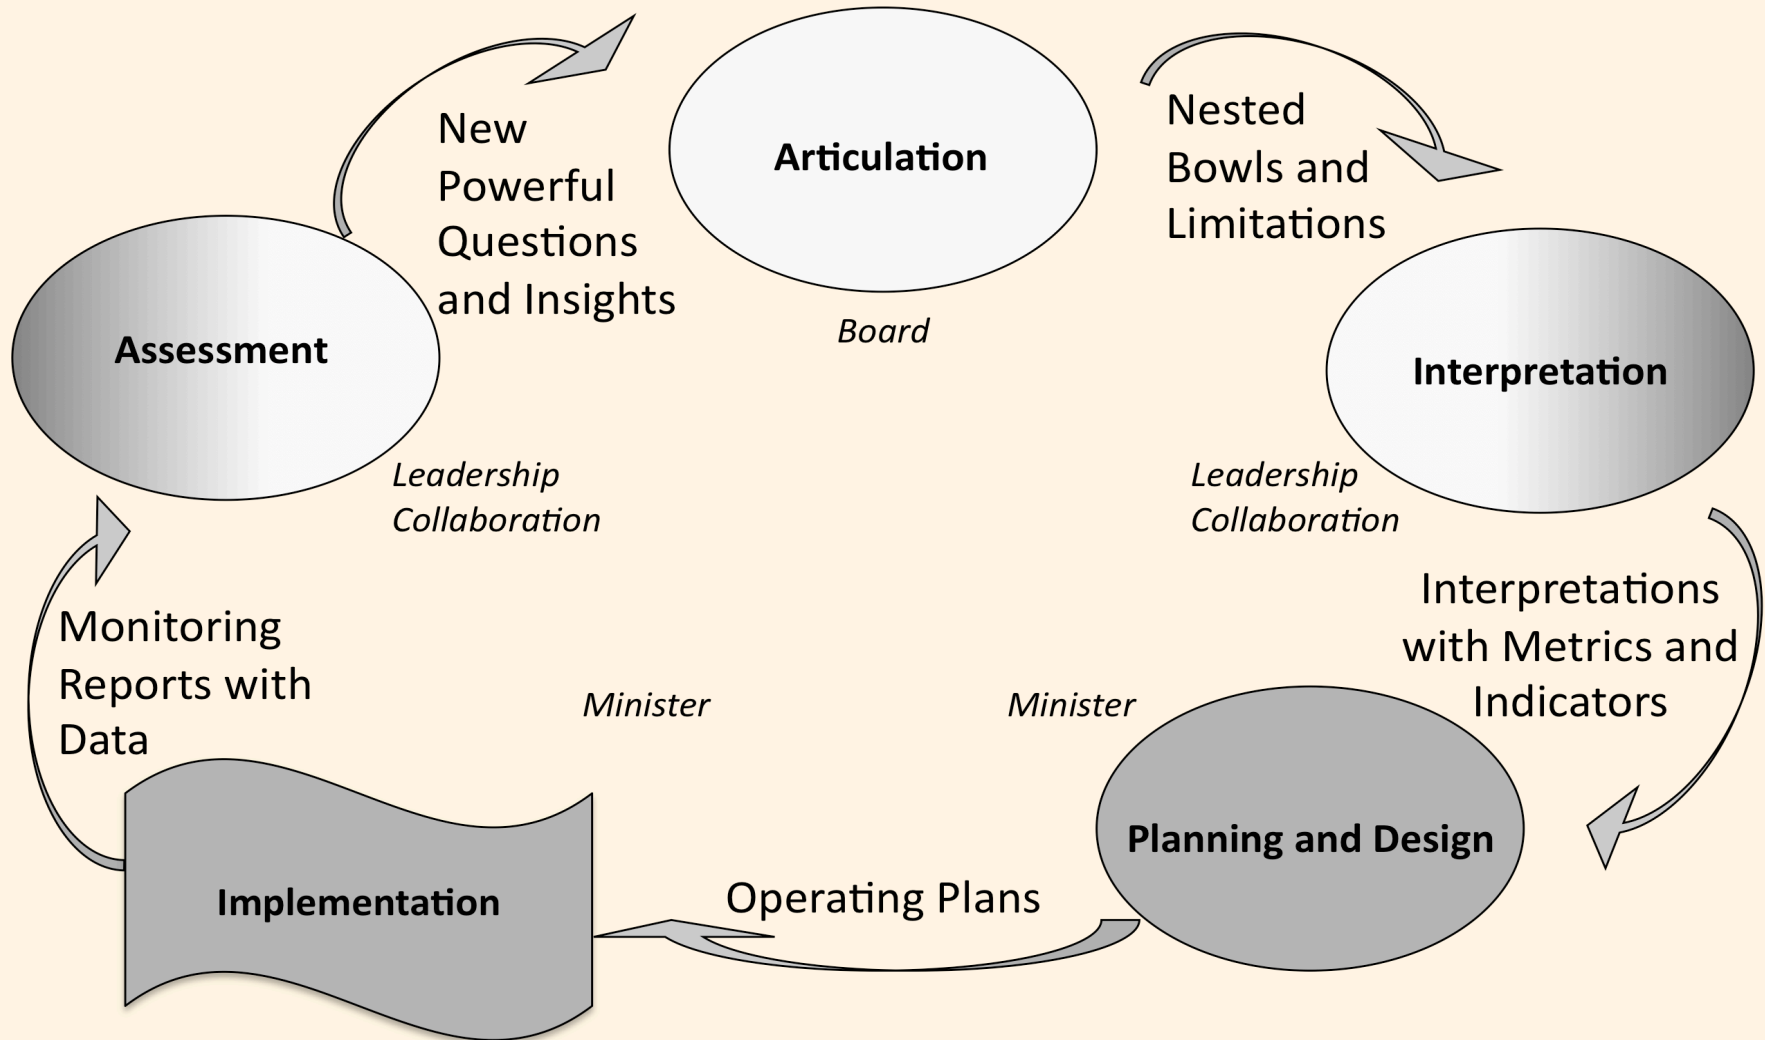 Articulation
Board
Nested
Bowls and
Limitations
Interpretation
Leadership
Collaboration
Interpretations
with Metrics and
Indicators
Planning and Design
Minister
Operating Plans
Implementation
Minister
Monitoring
Reports with
Data
Assessment
Leadership
Collaboration
New
Powerful
Questions
and Insights